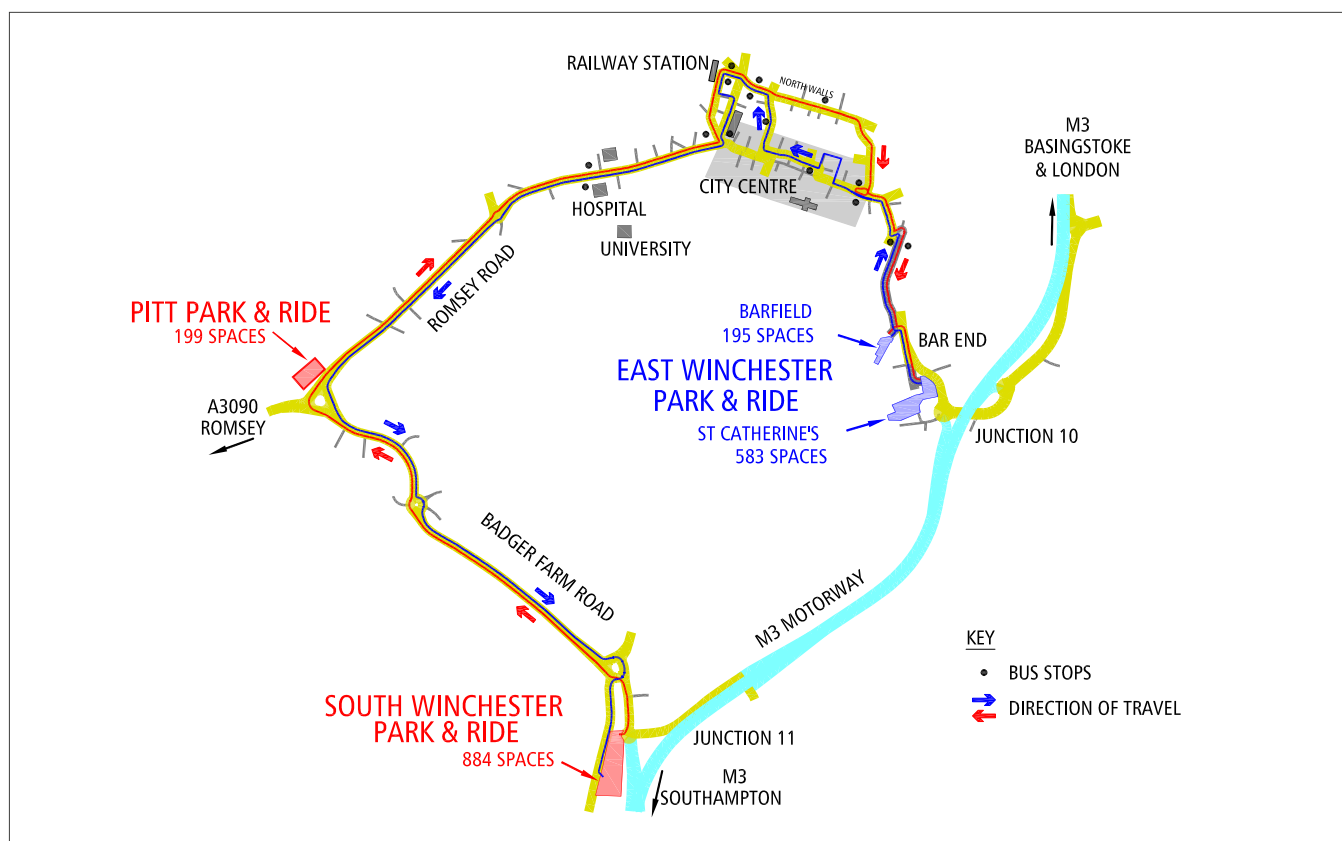 RAILWAY STATION
NORTH WALLS
M3
BASINGSTOKE
& LONDON
CITY CENTRE
HOSPITAL
UNIVERSITY
ROMSEY ROAD
PITT PARK & RIDE
199 SPACES
BARFIELD
195 SPACES
BAR END
EAST WINCHESTER
PARK & RIDE
A3090
ROMSEY
ST CATHERINE'S
583 SPACES
JUNCTION 10
BADGER FARM ROAD
M3 MOTORWAY
KEY
BUS STOPS
DIRECTION OF TRAVEL
SOUTH WINCHESTER
PARK & RIDE
884 SPACES
JUNCTION 11
M3
SOUTHAMPTON